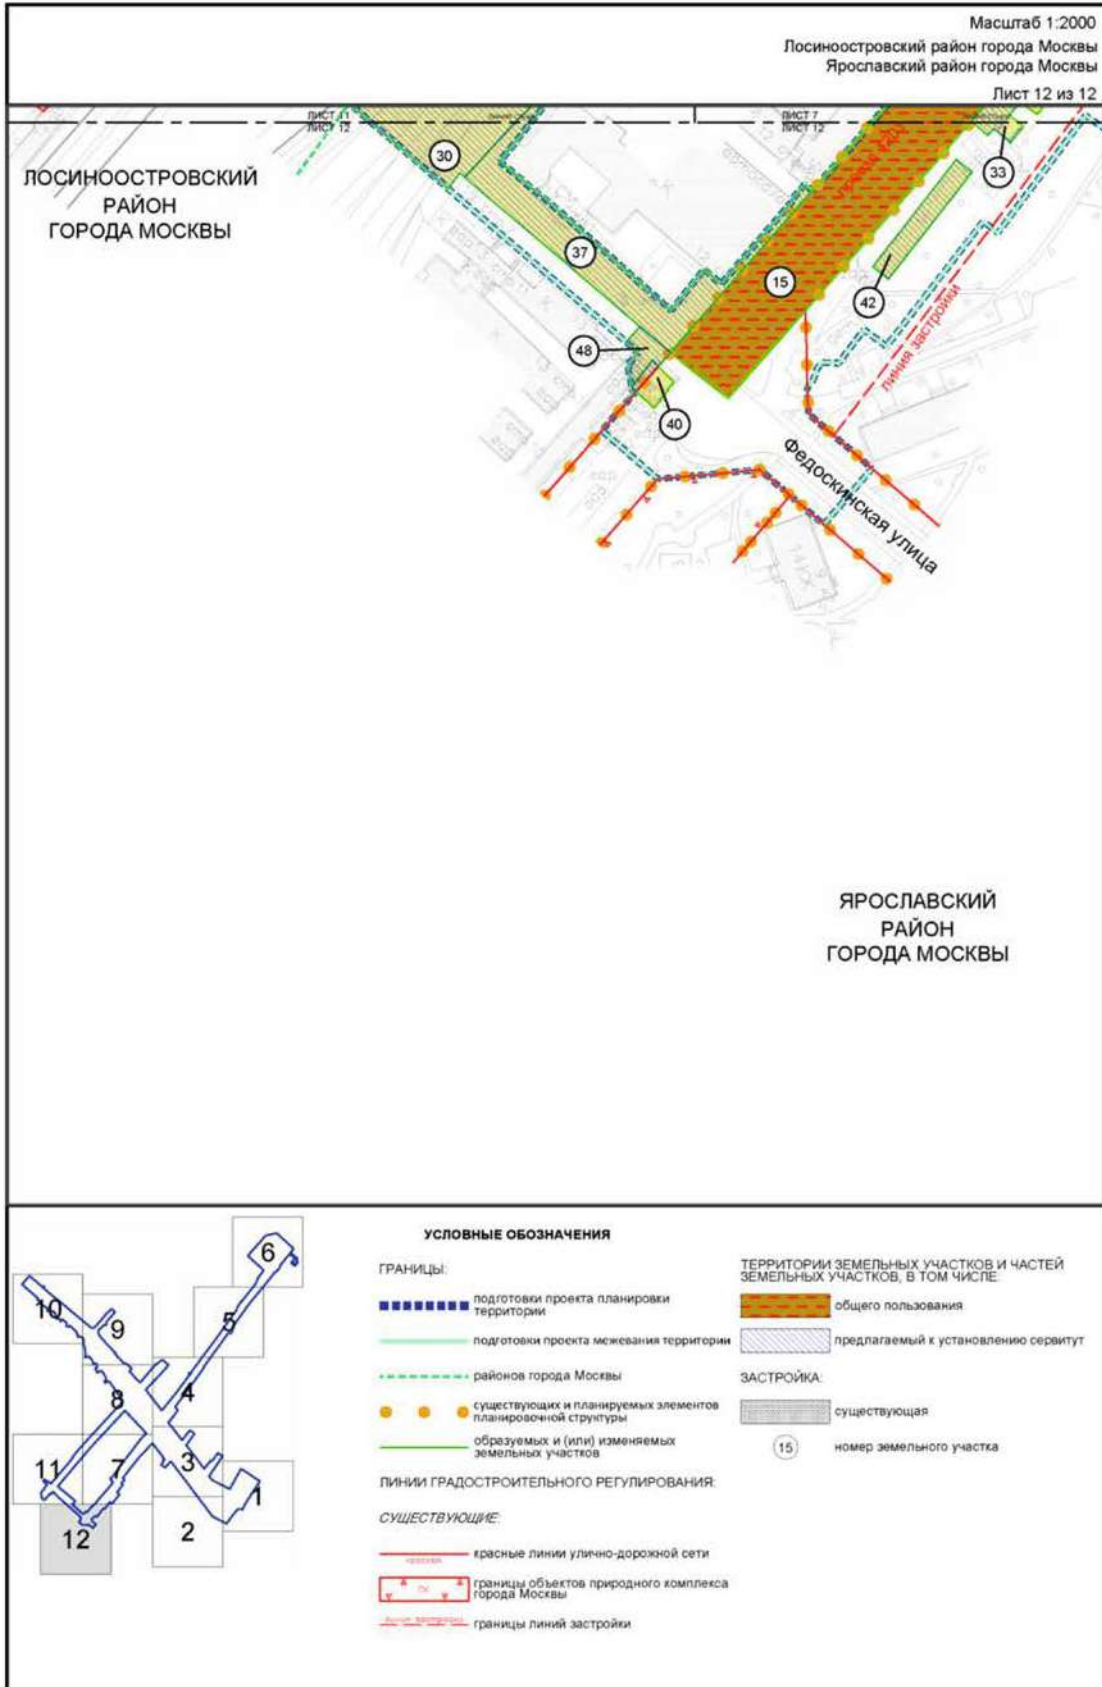 Масштаб 1:2000
Лосиноостровский район города Москвы
Ярославский район города Москвы
Лист 12 из 12
ЛИСТ 11
ЛИСТ 12
ЛИСТ 7
ЛИСТ 12
ЛОСИНООСТРОВСКИЙ
РАЙОН
ГОРОДА МОСКВЫ
30
33
37
15
42
48
40
линия застройки
Федоскинская улица
ЯРОСЛАВСКИЙ
РАЙОН
ГОРОДА МОСКВЫ
6
10
9
5
8
4
11
7
3
1
12
2
УСЛОВНЫЕ ОБОЗНАЧЕНИЯ
ГРАНИЦЫ:
подготовки проекта планировки
территории
подготовки проекта межевания территории
районов города Москвы
существующих и планируемых элементов
планировочной структуры
образуемых и (или) изменяемых
земельных участков
ЛИНИИ ГРАДОСТРОИТЕЛЬНОГО РЕГУЛИРОВАНИЯ:
СУЩЕСТВУЮЩИЕ:
красные линии улично-дорожной сети
ПК
границы объектов природного комплекса
города Москвы
границы линий застройки
ТЕРРИТОРИИ ЗЕМЕЛЬНЫХ УЧАСТКОВ И ЧАСТЕЙ
ЗЕМЕЛЬНЫХ УЧАСТКОВ, В ТОМ ЧИСЛЕ:
общего пользования
предлагаемый к установлению сервитут
ЗАСТРОЙКА:
существующая
15
номер земельного участка